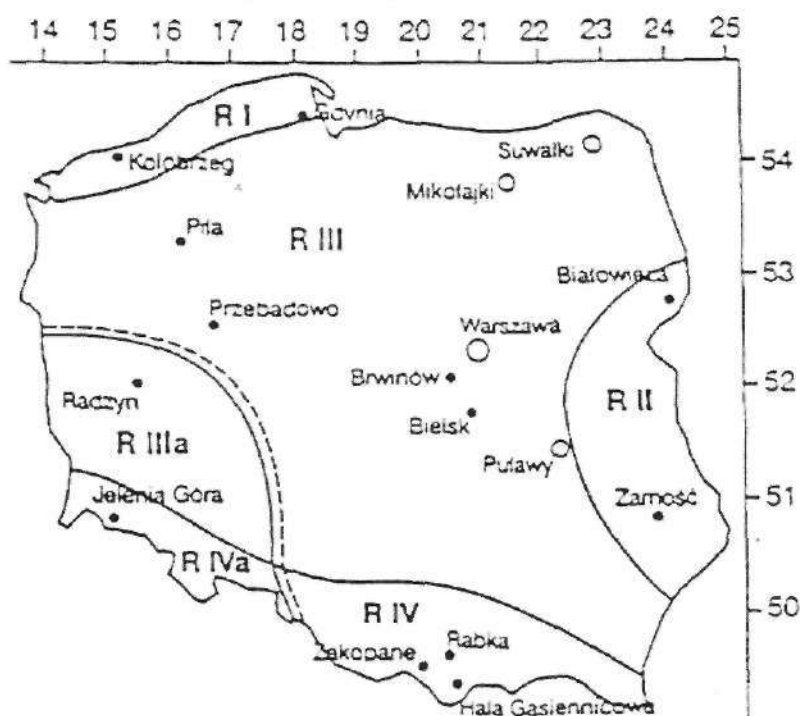 14 15 16 17 18 19 20 21 22 23 24 25
R I
Gdynia
54
Suwałki
Kołobrzeg
Mikołajki
Piła
R III
53
Białowieża
Przebadowo
Warszawa
52
Brwinów
Radzyn
R II
Bielsk
R IIIa
Puławy
Jelenia Góra
Zamość
51
R IVa
50
R IV
Rabka
Zakopane
Hala Gąsienicowa